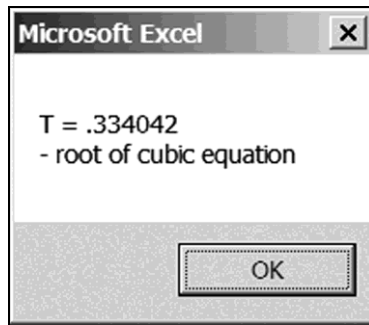 Microsoft Excel
T = .334042
- root of cubic equation
OK